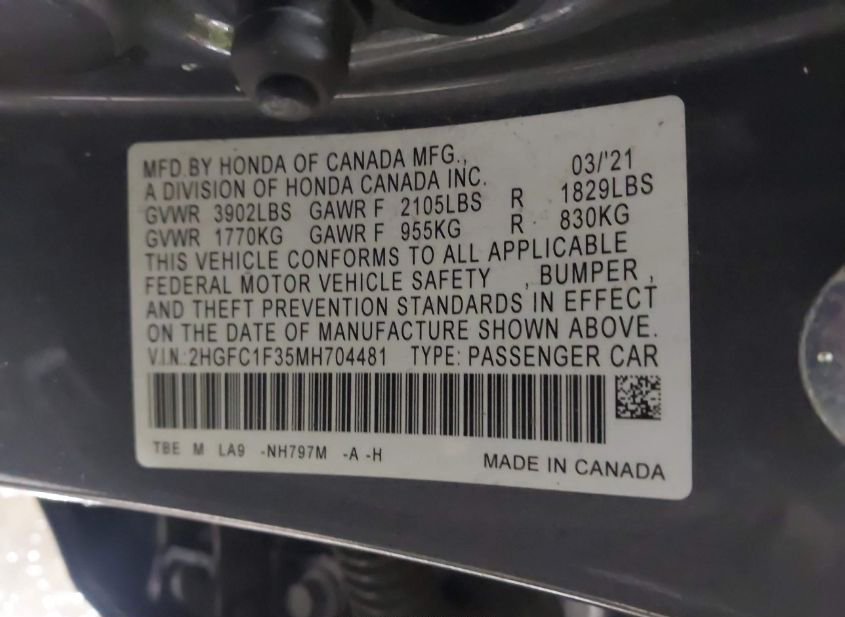 MFD.BY HONDA OF CANADA MFG., 03/'21
A DIVISION OF HONDA CANADA INC.
GVWR 3902LBS GAWR F 2105LBS R 1829LBS
GVWR 1770KG GAWR F 955KG R 830KG
THIS VEHICLE CONFORMS TO ALL APPLICABLE
FEDERAL MOTOR VEHICLE SAFETY , BUMPER ,
AND THEFT PREVENTION STANDARDS IN EFFECT
ON THE DATE OF MANUFACTURE SHOWN ABOVE.
V.I.N.:2HGFC1F35MH704481 TYPE: PASSENGER CAR
TBE M LA9 -NH797M -A -H
MADE IN CANADA